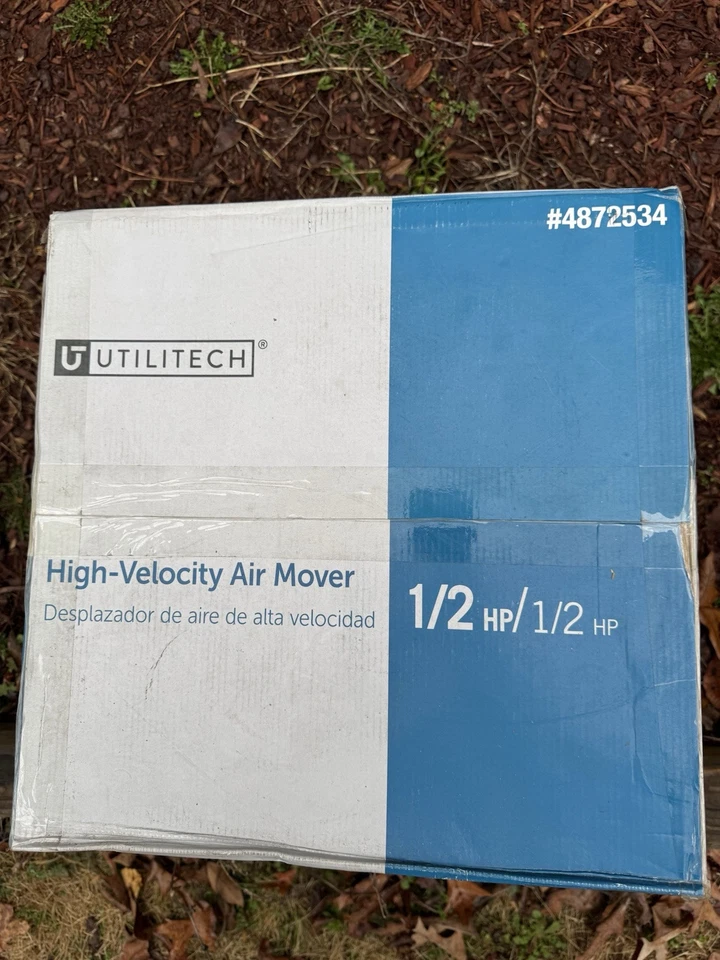 #4872534
UTILITECH®
High-Velocity Air Mover
Desplazador de aire de alta velocidad
1/2 HP/1/2 HP